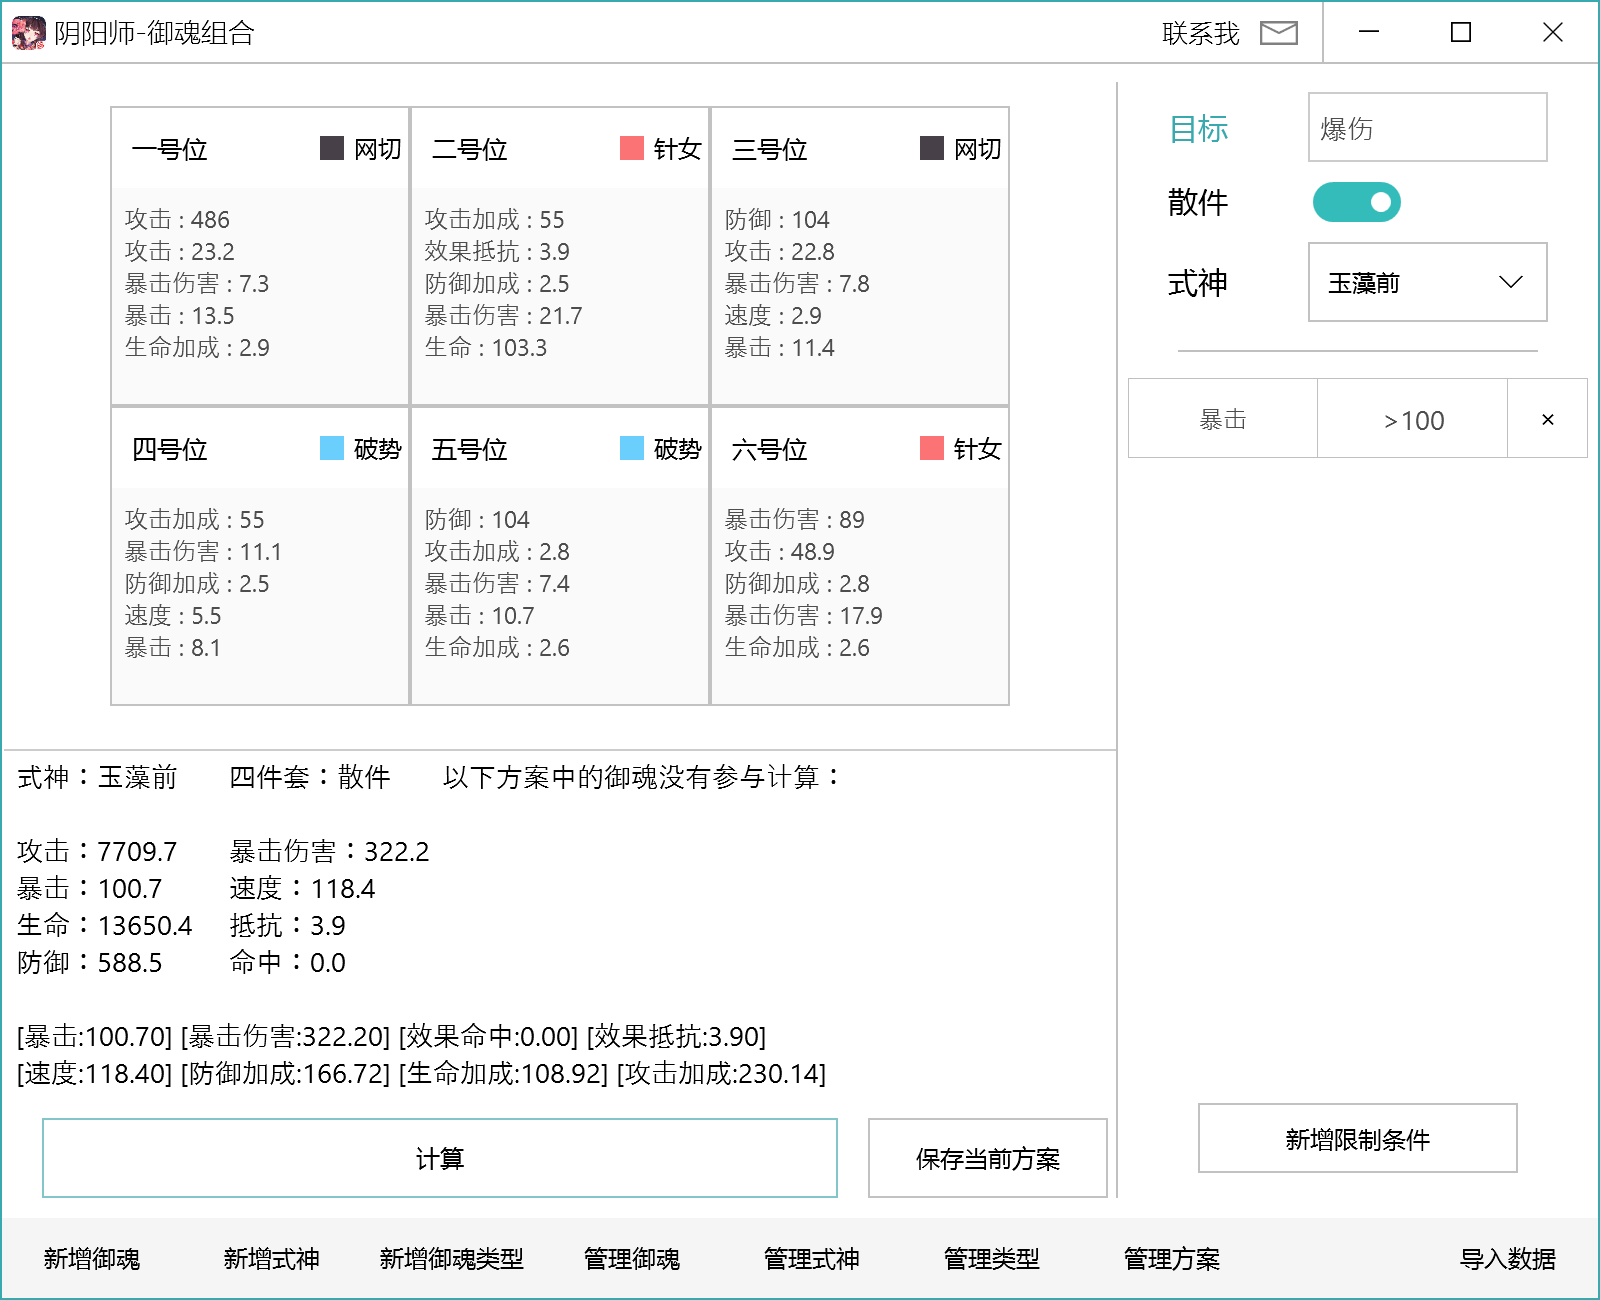 阴阳师-御魂组合
联系我
一号位 网切
攻击 : 486
攻击 : 23.2
暴击伤害 : 7.3
暴击 : 13.5
生命加成 : 2.9
二号位 针女
攻击加成 : 55
效果抵抗 : 3.9
防御加成 : 2.5
暴击伤害 : 21.7
生命 : 103.3
三号位 网切
防御 : 104
攻击 : 22.8
暴击伤害 : 7.8
速度 : 2.9
暴击 : 11.4
四号位 破势
攻击加成 : 55
暴击伤害 : 11.1
防御加成 : 2.5
速度 : 5.5
暴击 : 8.1
五号位 破势
防御 : 104
攻击加成 : 2.8
暴击伤害 : 7.4
暴击 : 10.7
生命加成 : 2.6
六号位 针女
暴击伤害 : 89
攻击 : 48.9
防御加成 : 2.8
暴击伤害 : 17.9
生命加成 : 2.6
式神：玉藻前 四件套：散件 以下方案中的御魂没有参与计算：
攻击：7709.7 暴击伤害：322.2
暴击：100.7 速度：118.4
生命：13650.4 抵抗：3.9
防御：588.5 命中：0.0
[暴击:100.70] [暴击伤害:322.20] [效果命中:0.00] [效果抵抗:3.90]
[速度:118.40] [防御加成:166.72] [生命加成:108.92] [攻击加成:230.14]
计算
保存当前方案
目标 爆伤
散件
式神 玉藻前
暴击 >100 ×
新增限制条件
新增御魂 新增式神 新增御魂类型 管理御魂 管理式神 管理类型 管理方案 导入数据